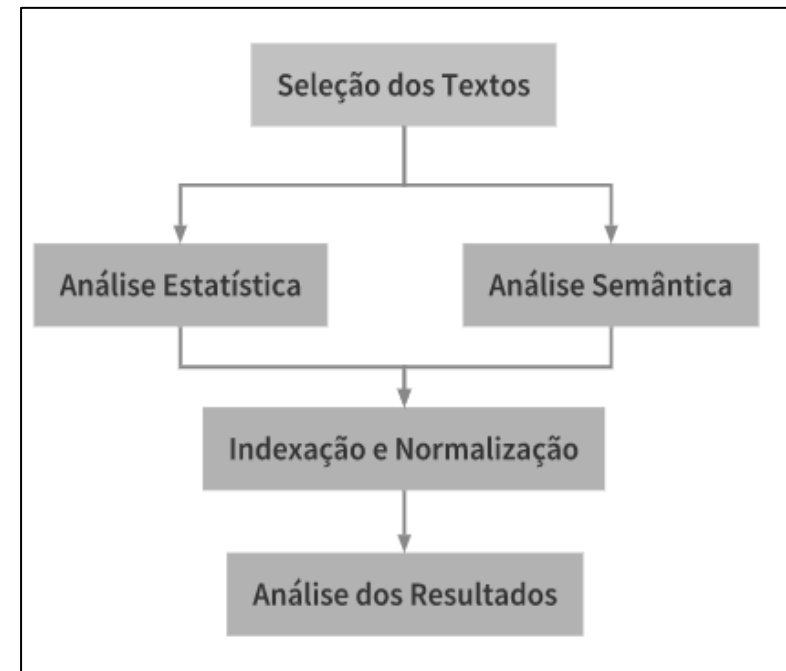 Seleção dos Textos
Análise Estatística
Análise Semântica
Indexação e Normalização
Análise dos Resultados